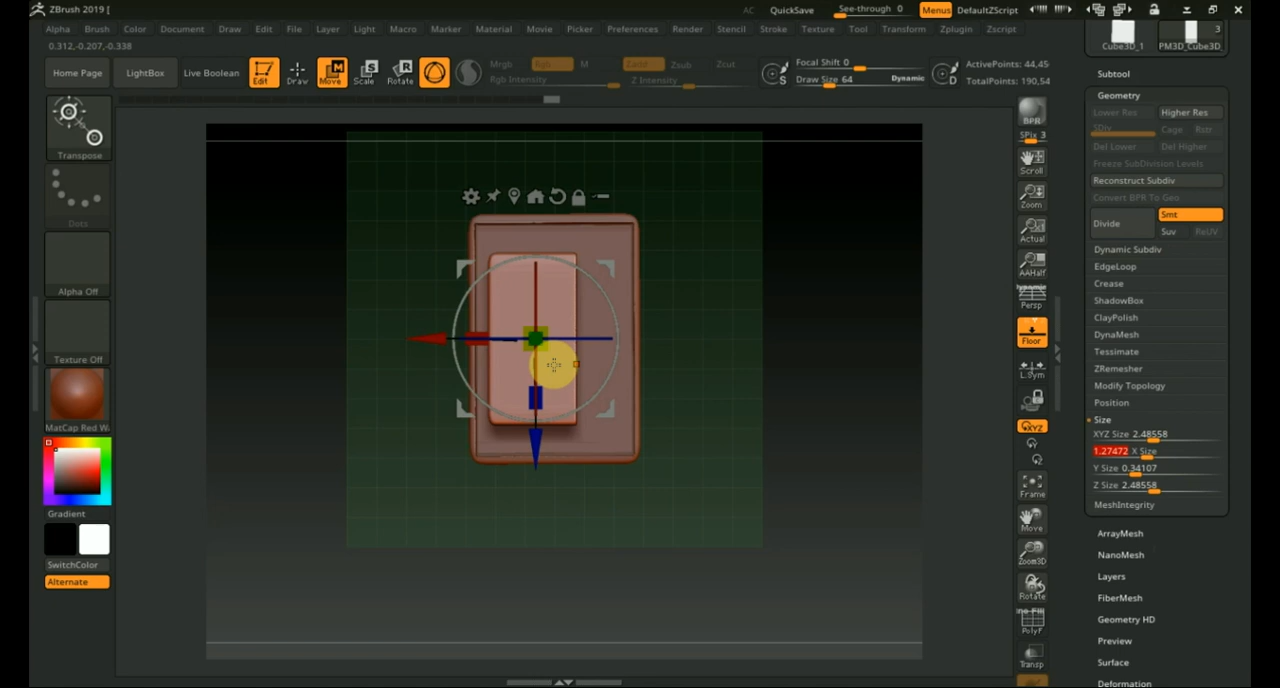 ZBrush 2019 [
AC QuickSave See-through 0 Menus DefaultZScript
Alpha Brush Color Document Draw Edit File Layer Light Macro Marker Material Movie Picker Preferences Render Stencil Stroke Texture Tool Transform Zplugin Zscript
0.312,-0.207,-0.338
Home Page LightBox Live Boolean Edit Draw Move Scale Rotate
Mrgb Rgb M Zadd Zsub Zcut
Rgb Intensity Z Intensity
Focal Shift 0
Draw Size 64 Dynamic
S D
ActivePoints: 44,45
TotalPoints: 190,54
Transpose
Dots
Alpha Off
Texture Off
MatCap Red W
Gradient
SwitchColor
Alternate
BPR
SPix 3
Scroll
Zoom
Actual
AAHalf
Dynamic
Persp
Floor
L.Sym
XYZ
Frame
Move
Zoom3D
Rotate
PolyF
Transp
Cube3D_1 PM3D_Cube3D_
3
Subtool
Geometry
Lower Res Higher Res
SDiv Cage Rstr
Del Lower Del Higher
Freeze SubDivision Levels
Reconstruct Subdiv
Convert BPR To Geo
Divide Smt
Suv ReUV
Dynamic Subdiv
EdgeLoop
Crease
ShadowBox
ClayPolish
DynaMesh
Tessimate
ZRemesher
Modify Topology
Position
Size
XYZ Size 2.48558
1.27472 X Size
Y Size 0.34107
Z Size 2.48558
MeshIntegrity
ArrayMesh
NanoMesh
Layers
FiberMesh
Geometry HD
Preview
Surface
Deformation